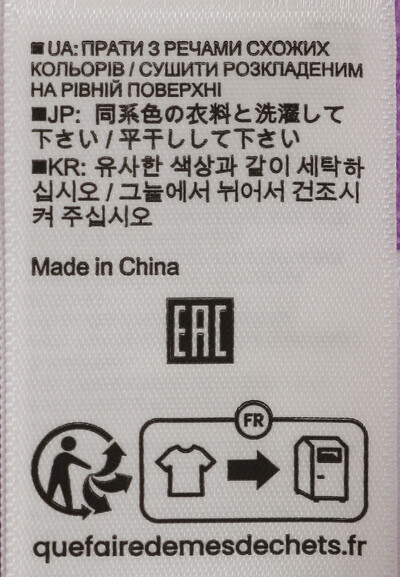 ■ UA: ПРАТИ З РЕЧАМИ СХОЖИХ
КОЛЬОРІВ / СУШИТИ РОЗКЛАДЕНИМ
НА РІВНІЙ ПОВЕРХНІ
■JP: 同系色の衣料と洗濯して
下さい / 平干しして下さい
■KR: 유사한 색상과 같이 세탁하
십시오 / 그늘에서 뉘어서 건조시
켜 주십시오
Made in China
EAC
FR
quefairedemesdechets.fr